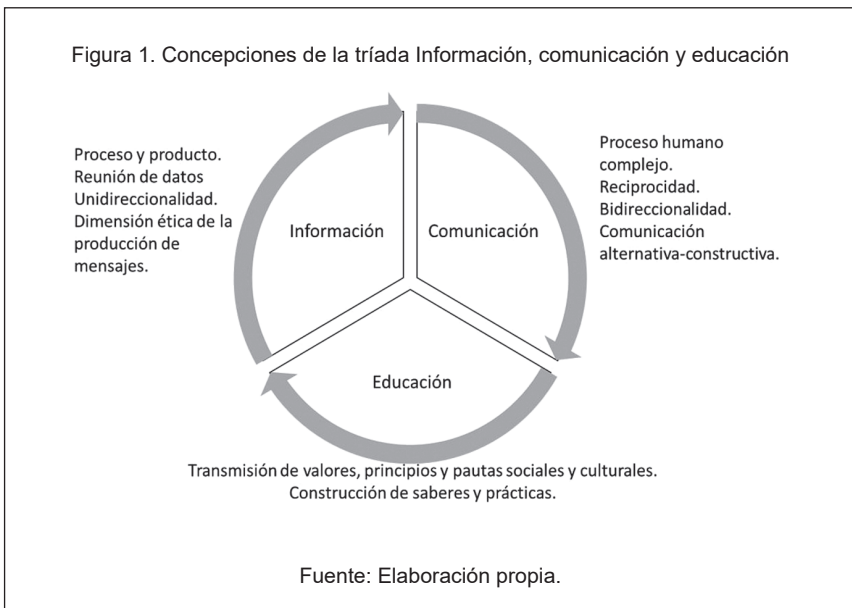 Figura 1. Concepciones de la tríada Información, comunicación y educación
Proceso y producto.
Reunión de datos
Unidireccionalidad.
Dimensión ética de la
producción de
mensajes.
Información
Comunicación
Proceso humano
complejo.
Reciprocidad.
Bidireccionalidad.
Comunicación
alternativa-constructiva.
Educación
Transmisión de valores, principios y pautas sociales y culturales.
Construcción de saberes y prácticas.
Fuente: Elaboración propia.